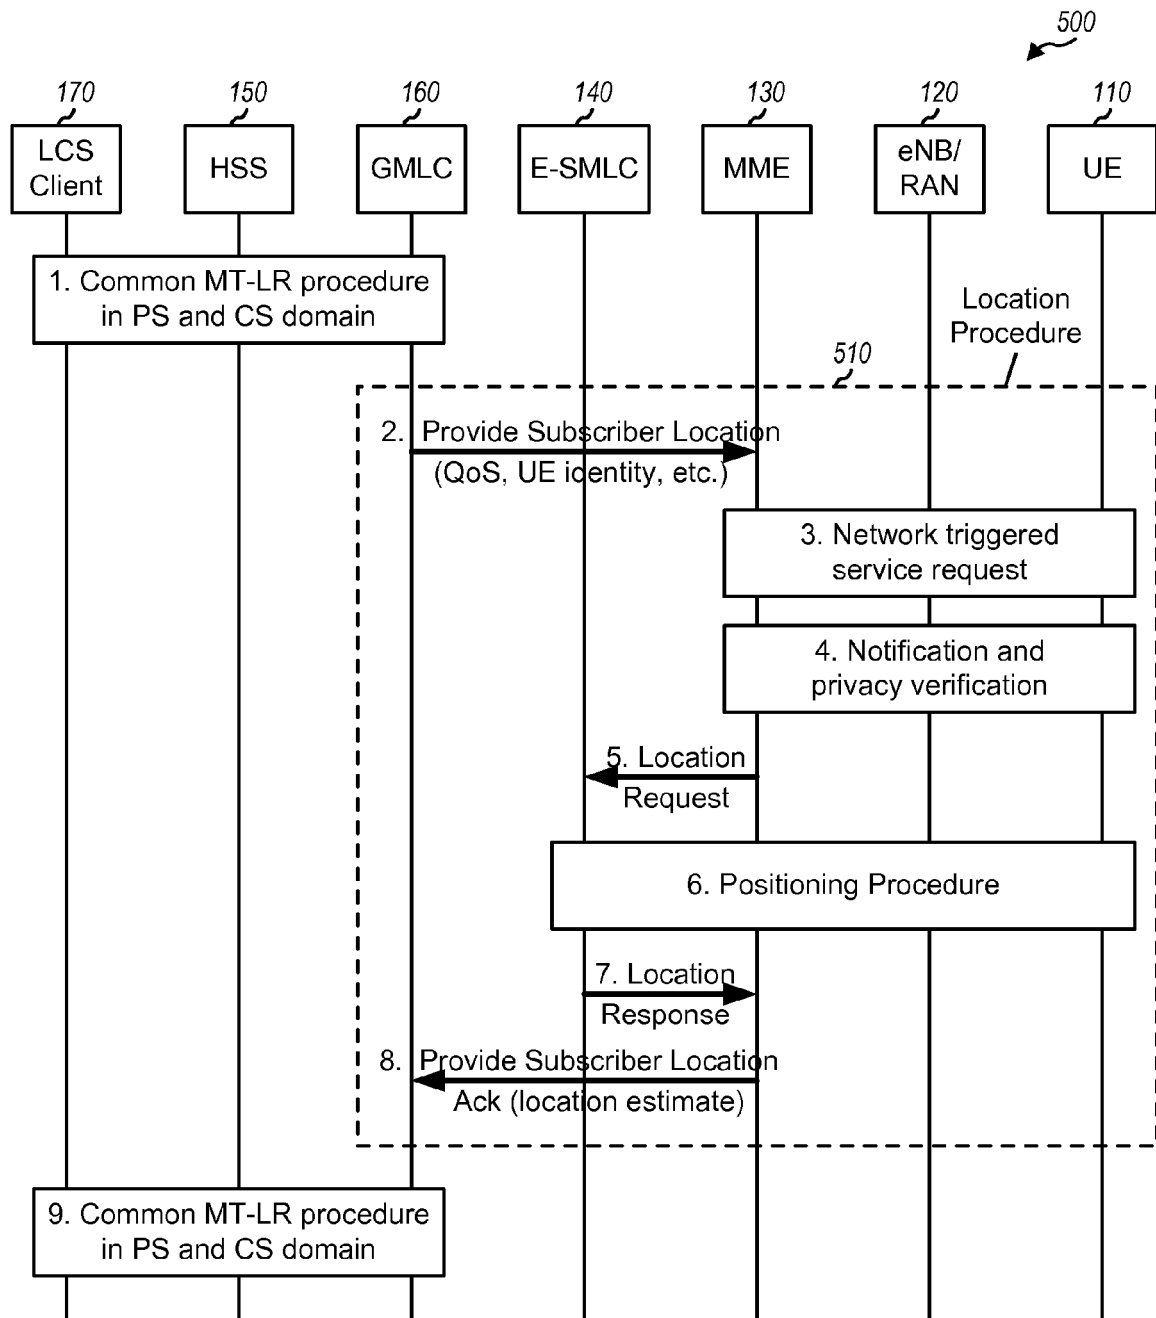 500
170
150
160
140
130
120
110
LCS
Client
HSS
GMLC
E-SMLC
MME
eNB/
RAN
UE
1. Common MT-LR procedure
in PS and CS domain
Location
Procedure
510
2. Provide Subscriber Location
(QoS, UE identity, etc.)
3. Network triggered
service request
4. Notification and
privacy verification
5. Location
Request
6. Positioning Procedure
7. Location
Response
8. Provide Subscriber Location
Ack (location estimate)
9. Common MT-LR procedure
in PS and CS domain